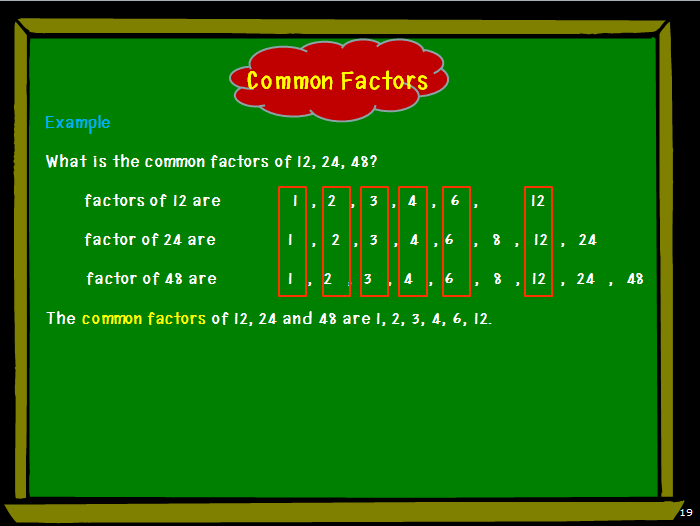 Common Factors
Example
What is the common factors of 12, 24, 48?
factors of 12 are 1 , 2 , 3 , 4 , 6 , 12
factor of 24 are 1 , 2 , 3 , 4 , 6 , 8 , 12 , 24
factor of 48 are 1 , 2 , 3 , 4 , 6 , 8 , 12 , 24 , 48
The common factors of 12, 24 and 48 are 1, 2, 3, 4, 6, 12.
19